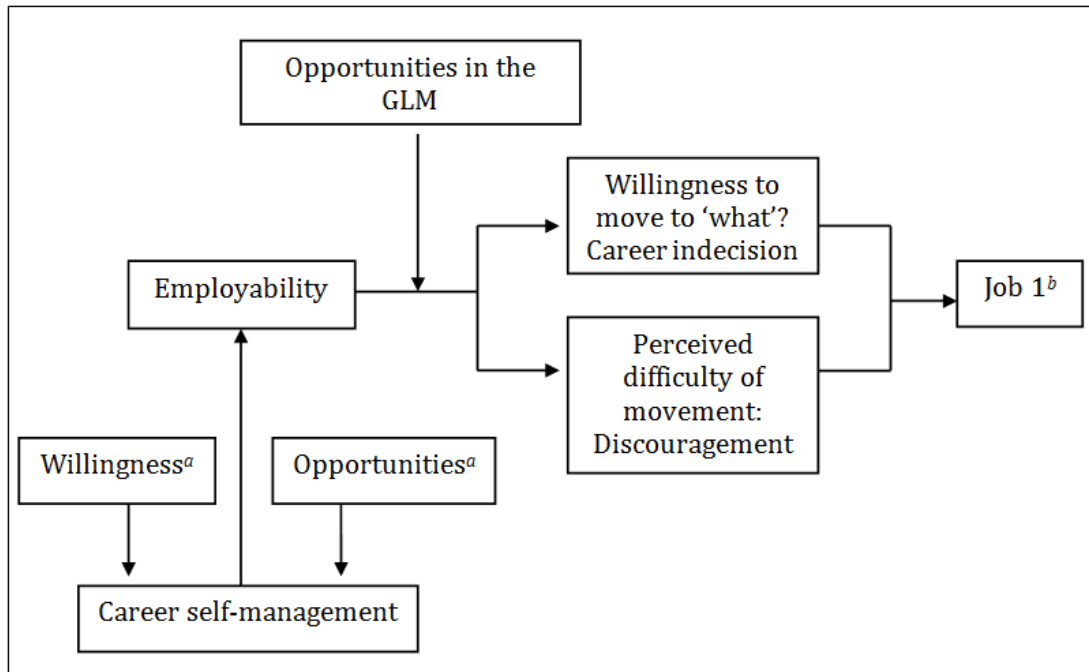 Opportunities in the
GLM
Willingness to
move to ‘what’?
Career indecision
Employability
Job 1ᵇ
Perceived
difficulty of
movement:
Discouragement
Willingnessᵃ
Opportunitiesᵃ
Career self-management